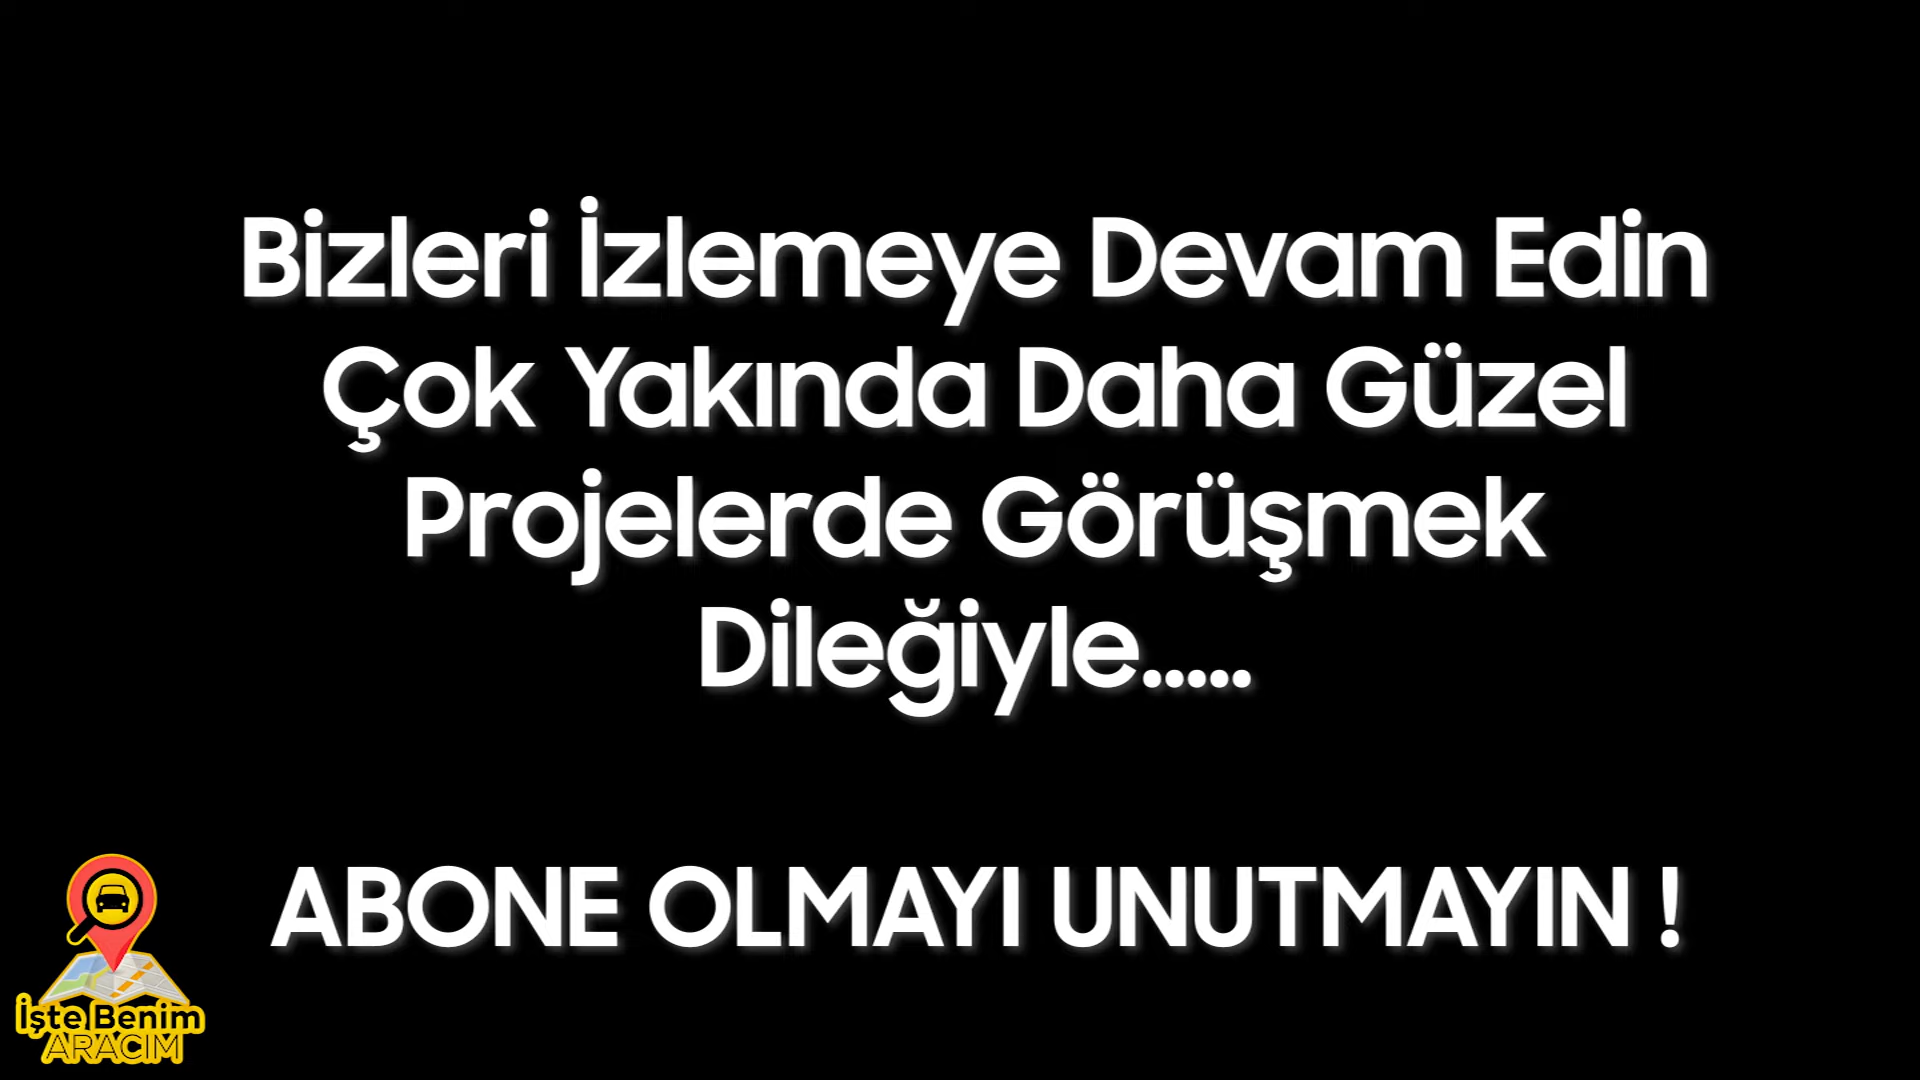 Bizleri İzlemeye Devam Edin
Çok Yakında Daha Güzel
Projelerde Görüşmek
Dileğiyle.....
ABONE OLMAYI UNUTMAYIN !
İşte Benim
ARACIM